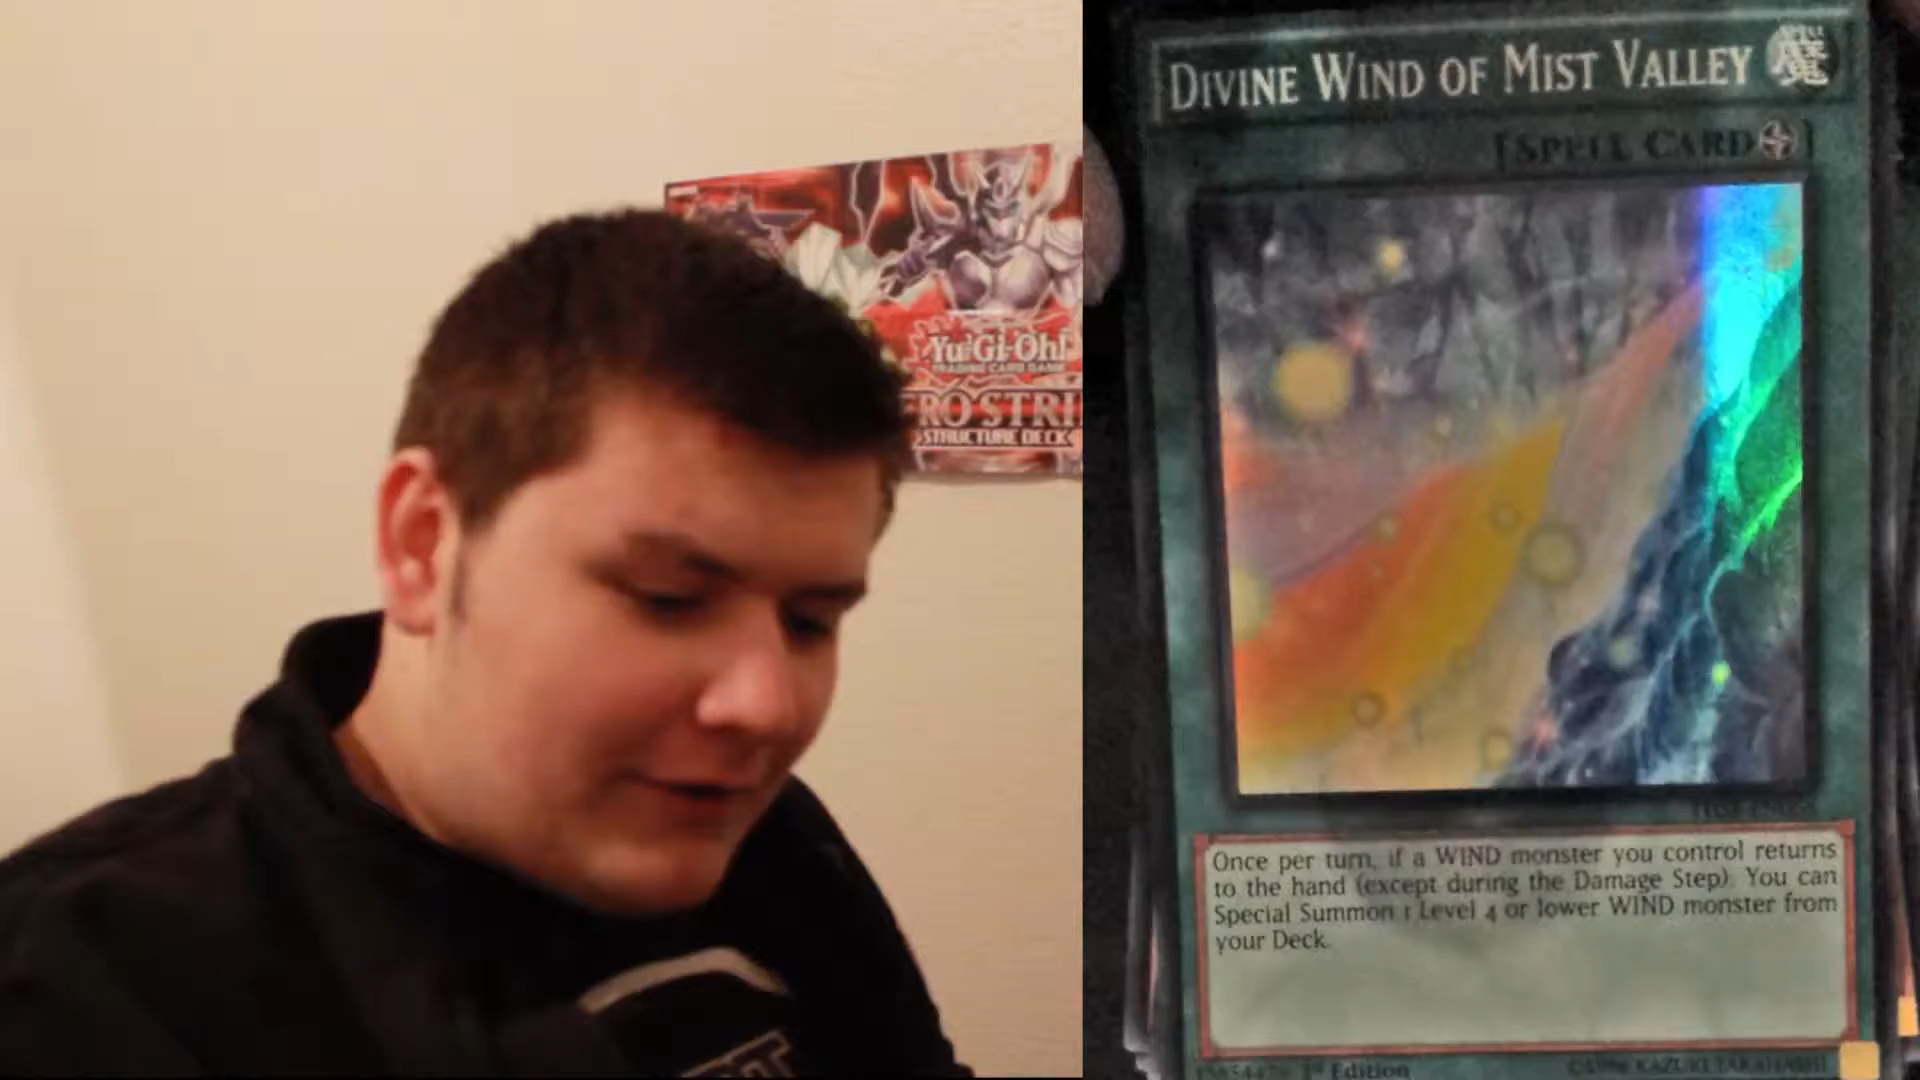 Yu-Gi-Oh!
TRADING CARD GAME
ERO STRI
STRUCTURE DECK
DIVINE WIND OF MIST VALLEY 魔
[SPELL CARD]
Once per turn, if a WIND monster you control returns
to the hand (except during the Damage Step): You can
Special Summon 1 Level 4 or lower WIND monster from
your Deck.
1st Edition
©1996 KAZUKI TAKAHASHI